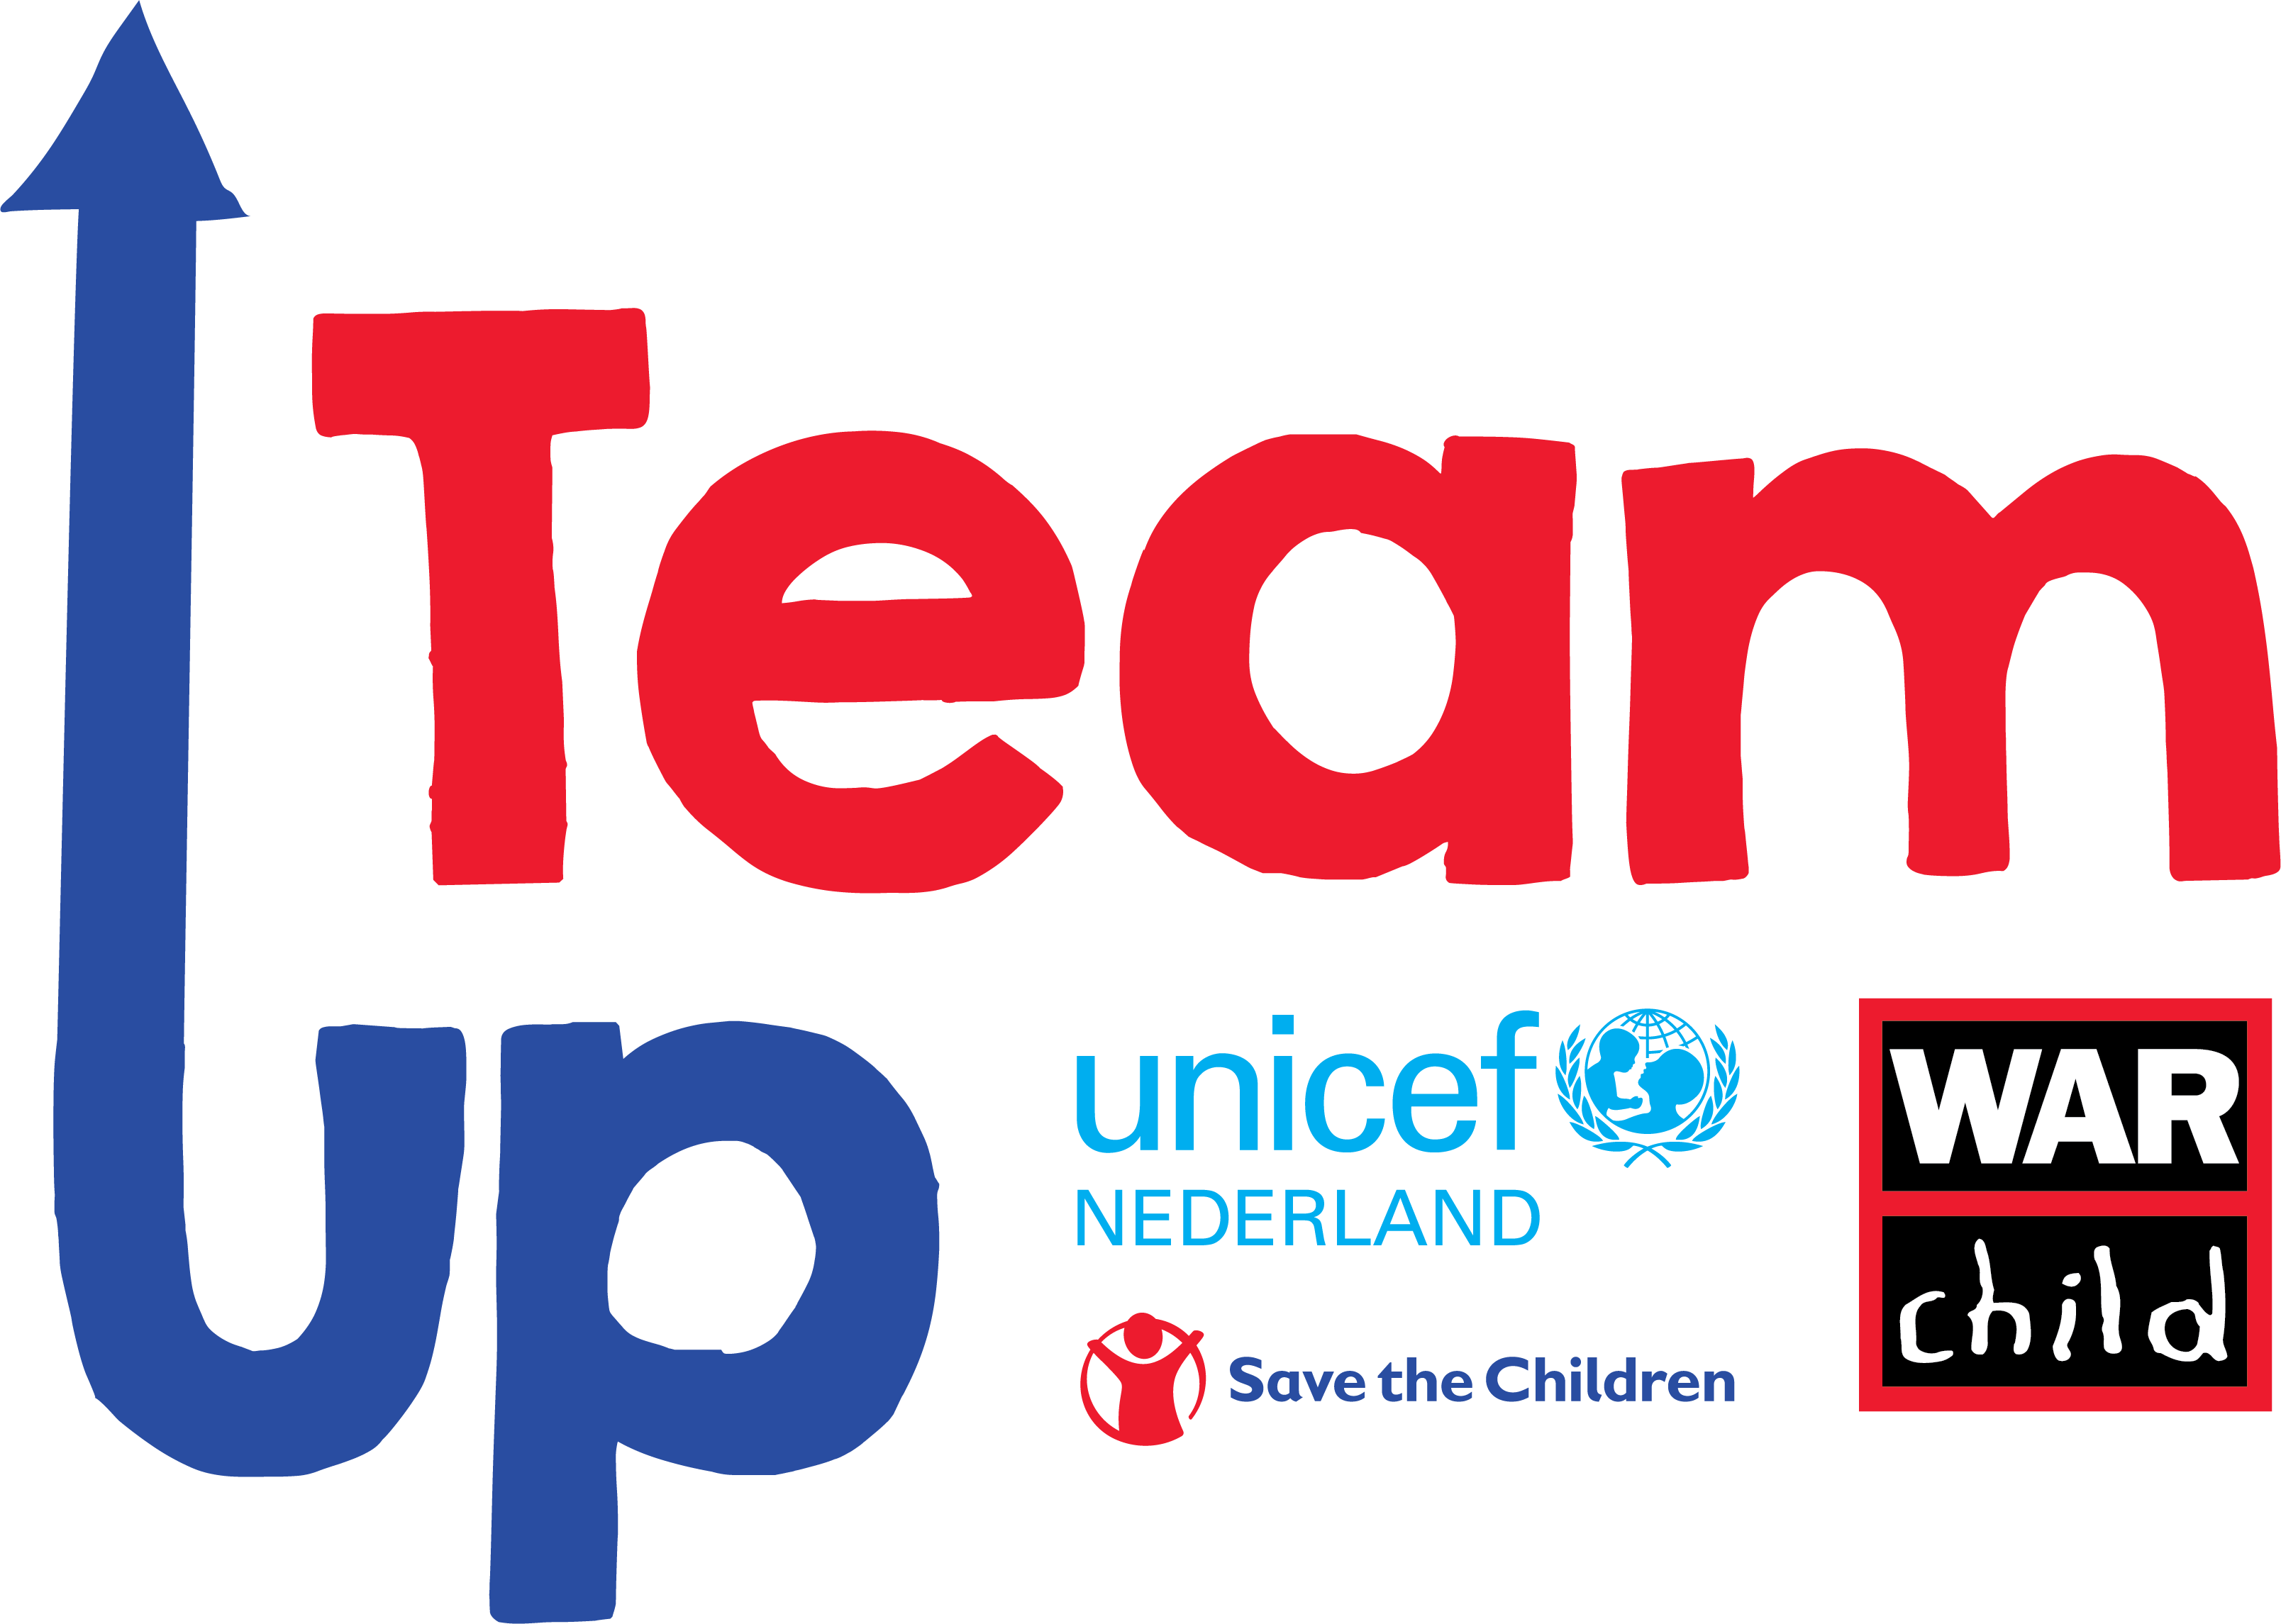 Team
Up
unicef
NEDERLAND
Save the Children
WAR
child